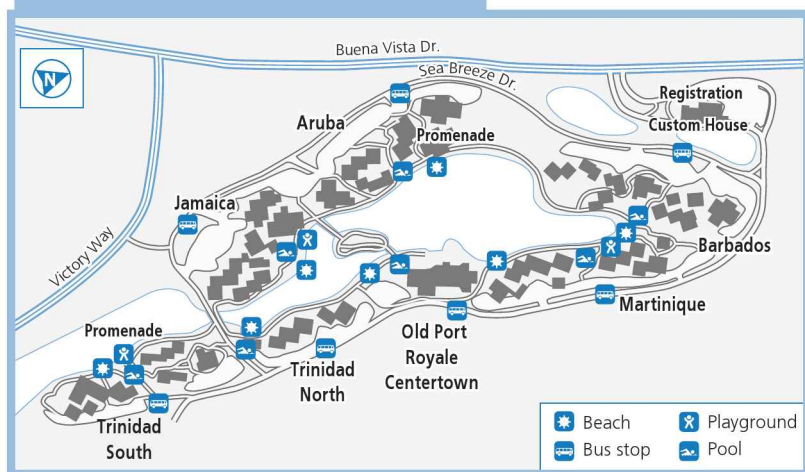 Buena Vista Dr.
Sea Breeze Dr.
N
Registration
Custom House
Aruba
Promenade
Jamaica
Victory Way
Barbados
Martinique
Promenade
Old Port
Royale
Centertown
Trinidad
North
Trinidad
South
Beach
Playground
Bus stop
Pool